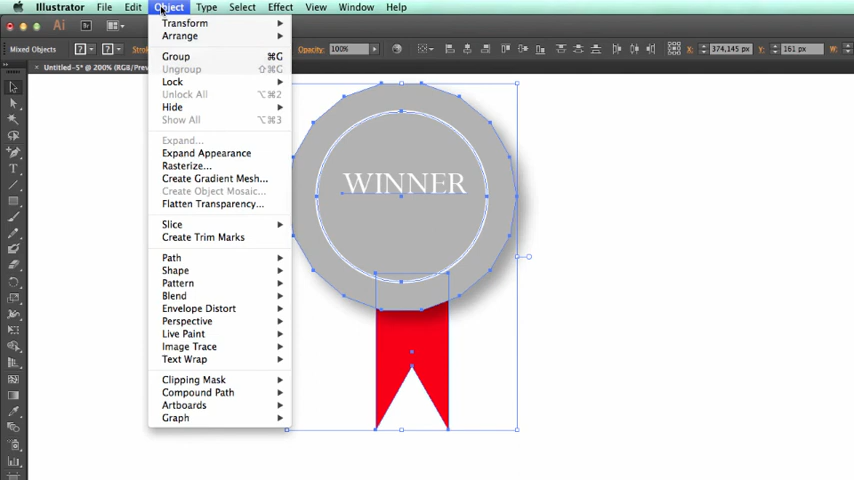 Illustrator File Edit Object Type Select Effect View Window Help
Ai Br
Mixed Objects ? ? Opacity: 100% X: 374,145 px Y: 161 px
Untitled-5* @ 200% (RGB/Prev
Transform
Arrange
Group ⌘G
Ungroup ⇧⌘G
Lock
Unlock All ⌥⌘2
Hide
Show All ⌥⌘3
Expand...
Expand Appearance
Rasterize...
Create Gradient Mesh...
Create Object Mosaic...
Flatten Transparency...
Slice
Create Trim Marks
Path
Shape
Pattern
Blend
Envelope Distort
Perspective
Live Paint
Image Trace
Text Wrap
Clipping Mask
Compound Path
Artboards
Graph
WINNER